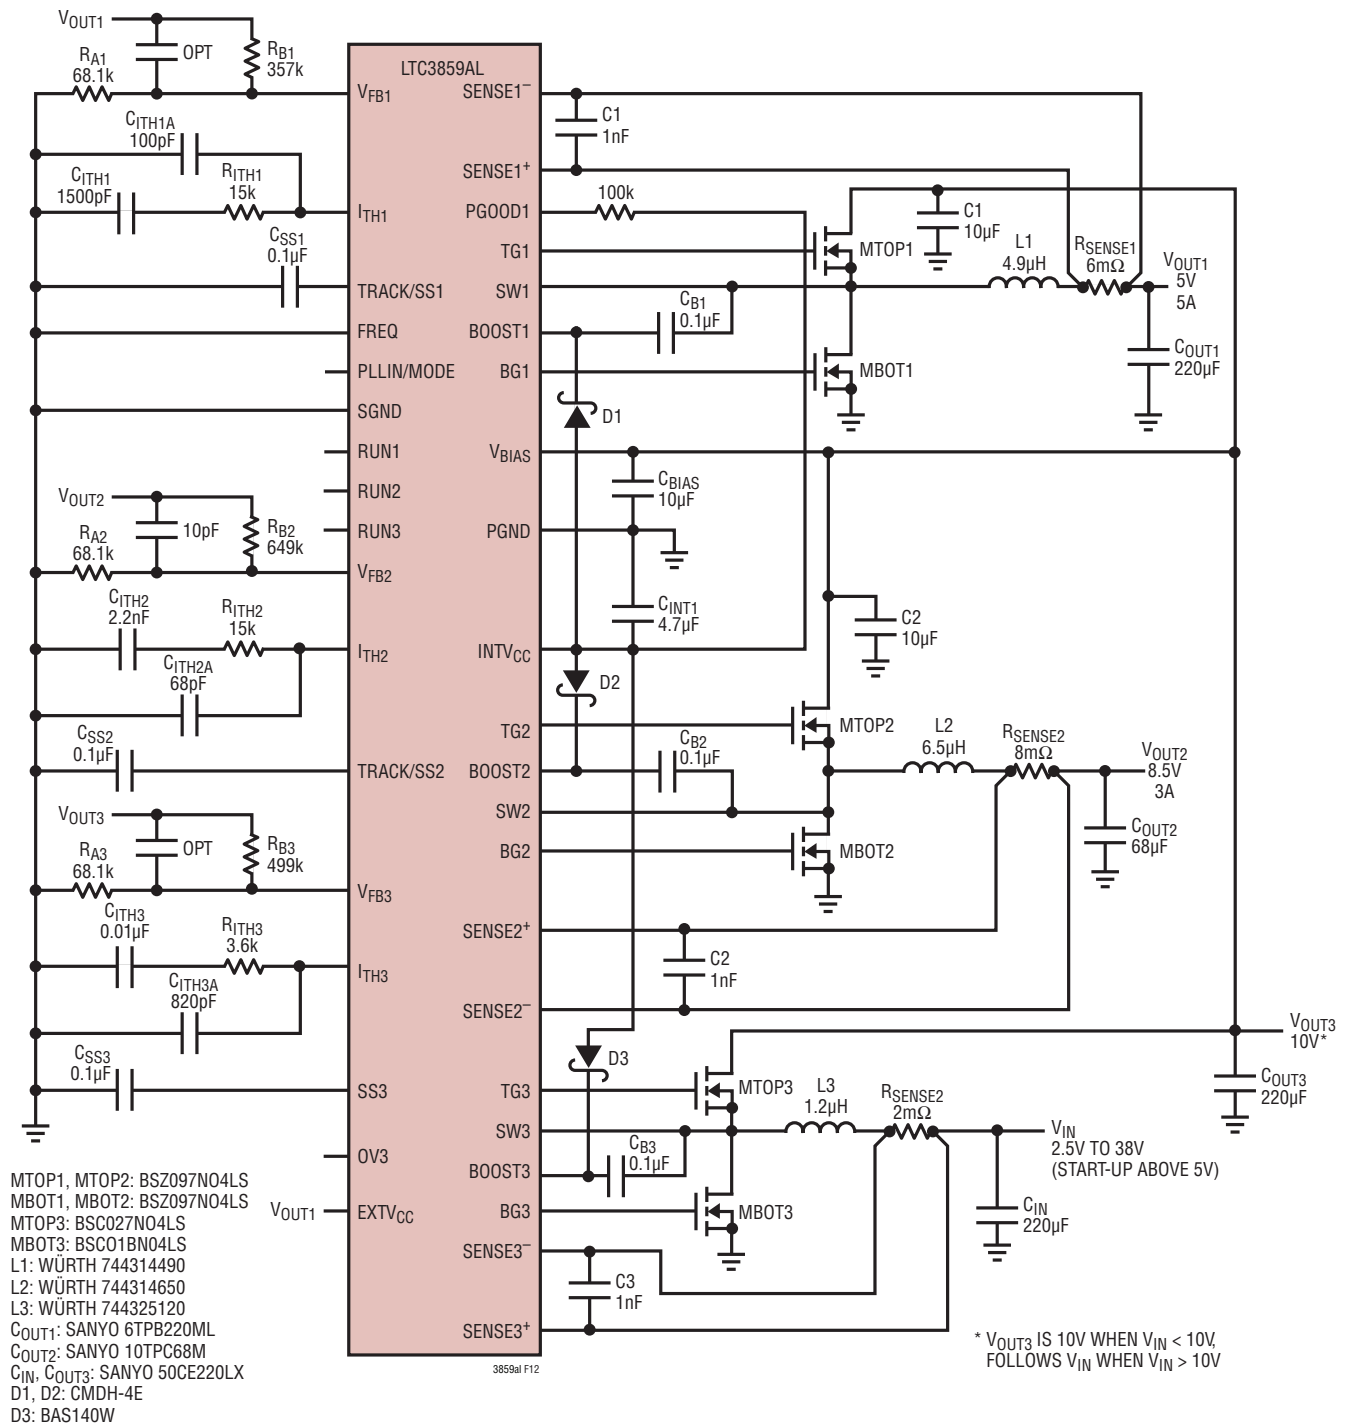 VOUT1
RA1
68.1k
OPT
RB1
357k
CITH1A
100pF
CITH1
1500pF
RITH1
15k
CSS1
0.1µF
VOUT2
RA2
68.1k
10pF
RB2
649k
CITH2
2.2nF
RITH2
15k
CITH2A
68pF
CSS2
0.1µF
VOUT3
RA3
68.1k
OPT
RB3
499k
CITH3
0.01µF
RITH3
3.6k
CITH3A
820pF
CSS3
0.1µF
VOUT1
LTC3859AL
VFB1
ITH1
TRACK/SS1
FREQ
PLLIN/MODE
SGND
RUN1
RUN2
RUN3
VFB2
ITH2
TRACK/SS2
VFB3
ITH3
SS3
OV3
EXTVCC
SENSE1–
SENSE1+
PGOOD1
TG1
SW1
BOOST1
BG1
VBIAS
PGND
INTVCC
TG2
BOOST2
SW2
BG2
SENSE2+
SENSE2–
TG3
SW3
BOOST3
BG3
SENSE3–
SENSE3+
C1
1nF
100k
MTOP1
C1
10µF
L1
4.9µH
RSENSE1
6mΩ
VOUT1
5V
5A
CB1
0.1µF
COUT1
220µF
MBOT1
D1
CBIAS
10µF
CINT1
4.7µF
C2
10µF
D2
MTOP2
L2
6.5µH
RSENSE2
8mΩ
VOUT2
8.5V
3A
CB2
0.1µF
COUT2
68µF
MBOT2
C2
1nF
VOUT3
10V*
D3
MTOP3
L3
1.2µH
RSENSE2
2mΩ
COUT3
220µF
VIN
2.5V TO 38V
(START-UP ABOVE 5V)
CB3
0.1µF
MBOT3
CIN
220µF
C3
1nF
MTOP1, MTOP2: BSZ097NO4LS
MBOT1, MBOT2: BSZ097NO4LS
MTOP3: BSC027NO4LS
MBOT3: BSCO1BN04LS
L1: WÜRTH 744314490
L2: WÜRTH 744314650
L3: WÜRTH 744325120
COUT1: SANYO 6TPB220ML
COUT2: SANYO 10TPC68M
CIN, COUT3: SANYO 50CE220LX
D1, D2: CMDH-4E
D3: BAS140W
* VOUT3 IS 10V WHEN VIN < 10V,
FOLLOWS VIN WHEN VIN > 10V
3859al F12